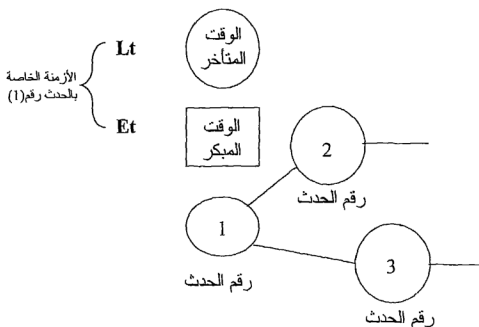 الوقت
المتأخر
Lt
الأزمنة الخاصة
بالحدث رقم(1)
Et
الوقت
المبكر
2
رقم الحدث
1
رقم الحدث
3
رقم الحدث